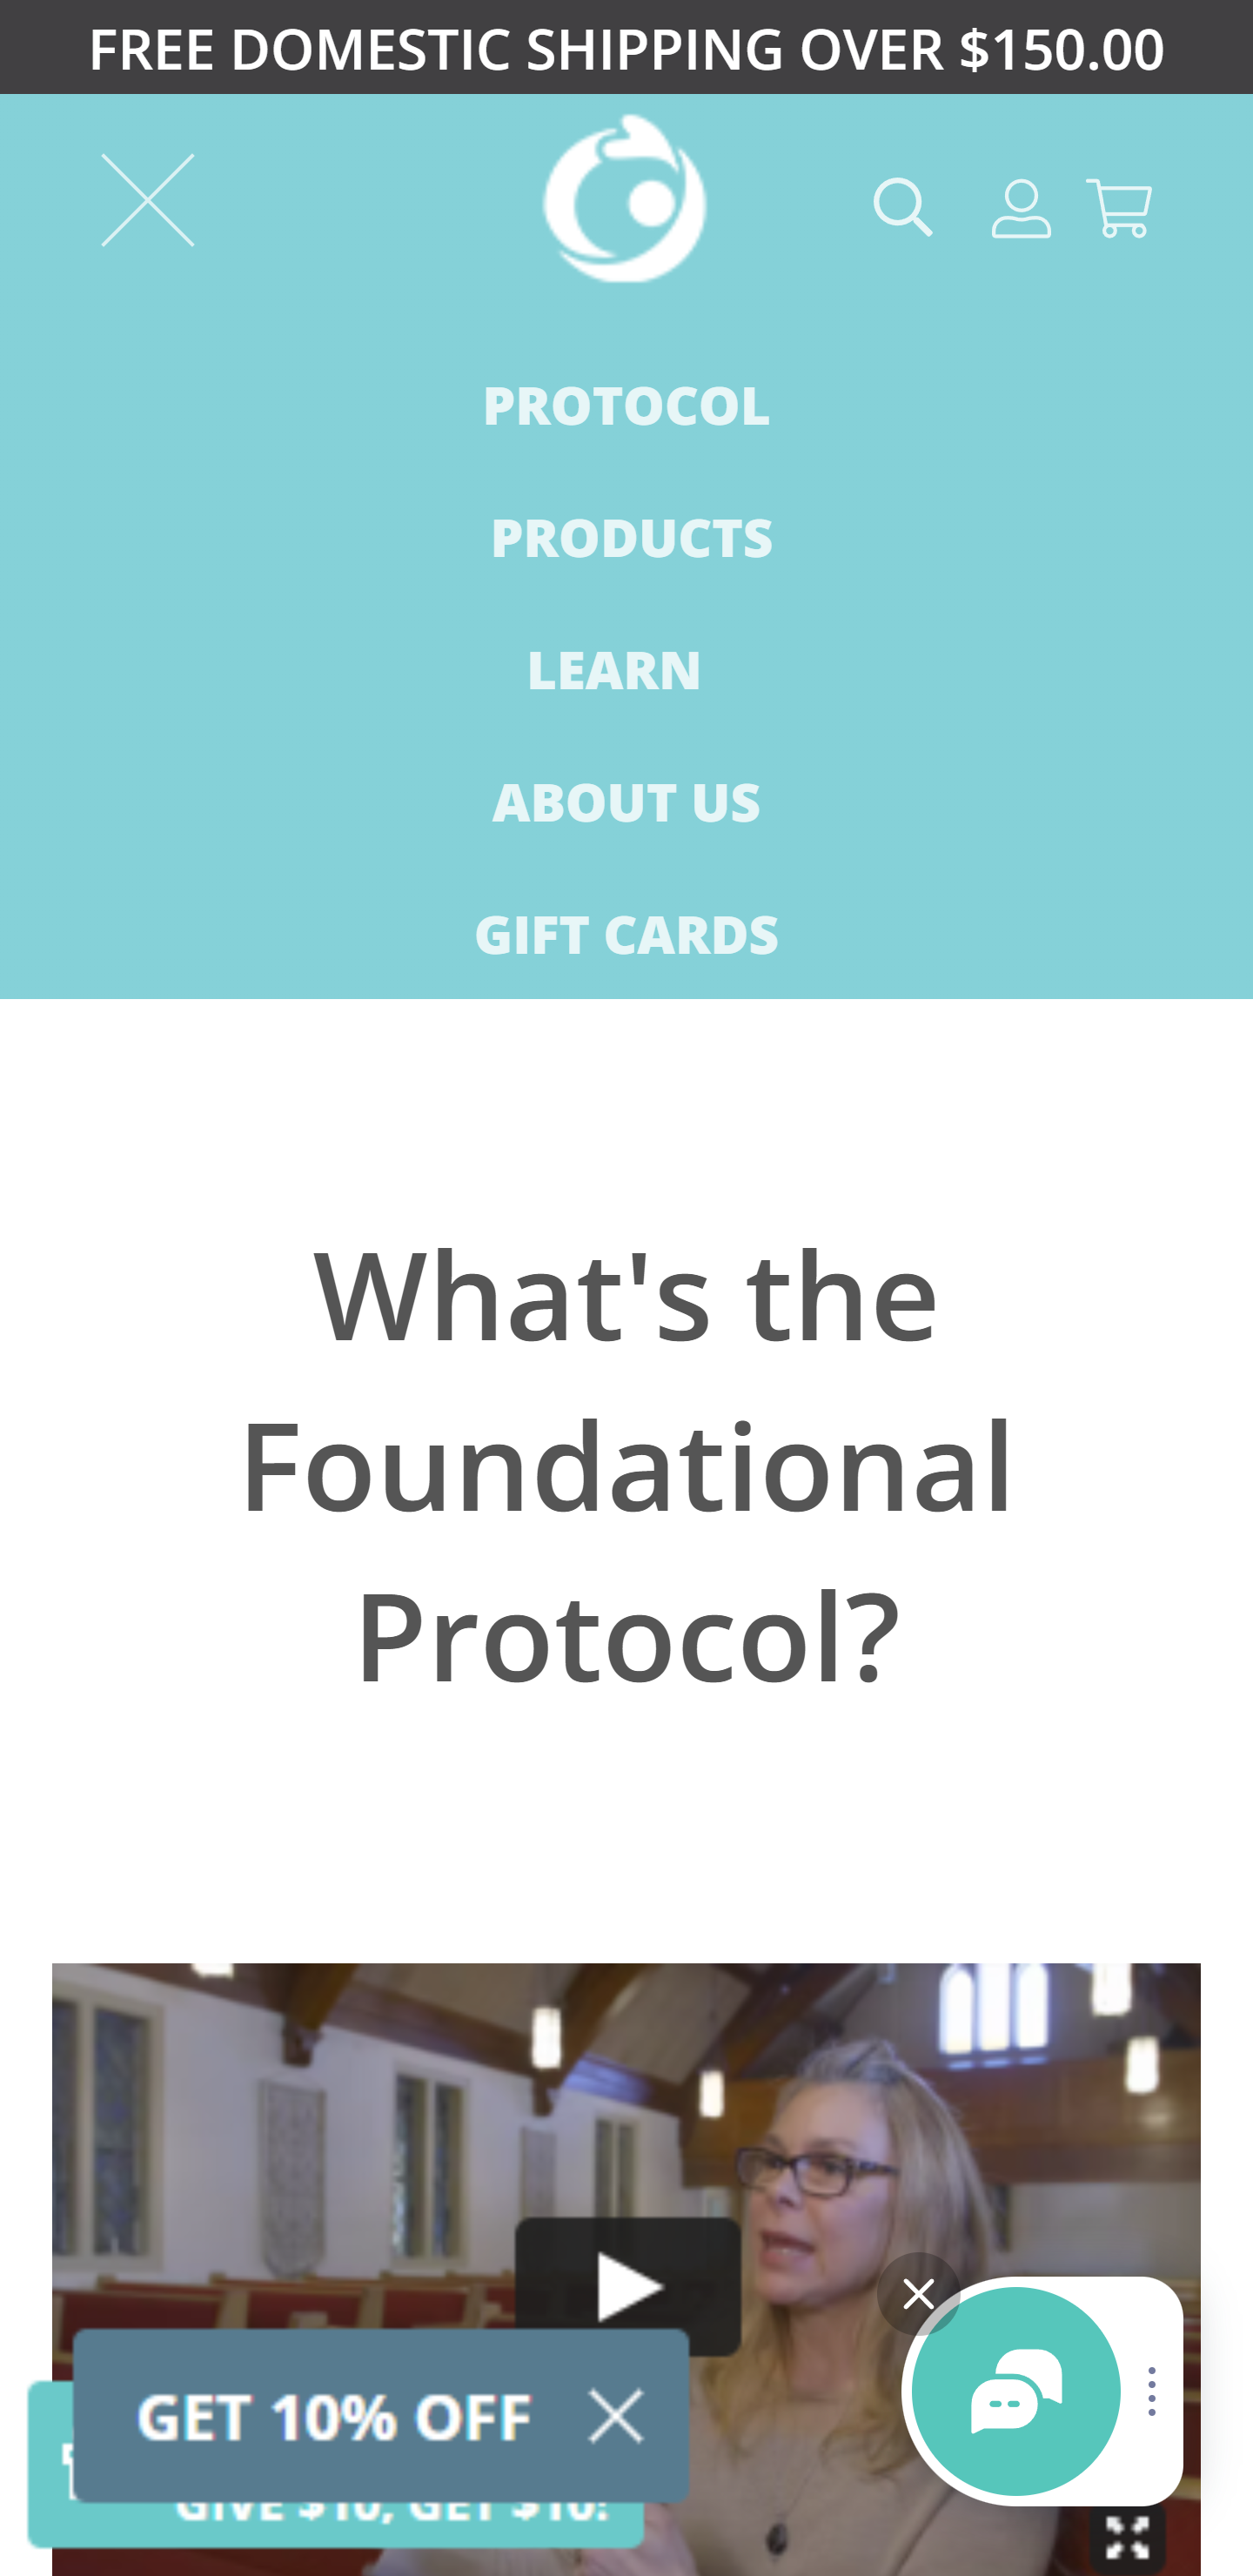 FREE DOMESTIC SHIPPING OVER $150.00
PROTOCOL
PRODUCTS
LEARN
ABOUT US
GIFT CARDS
What's the
Foundational
Protocol?
GET 10% OFF
GIVE $10, GET $10!